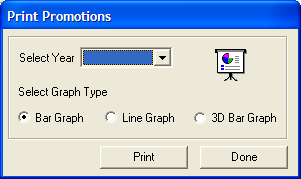 Print Promotions
Select Year
Select Graph Type
Bar Graph Line Graph 3D Bar Graph
Print Done